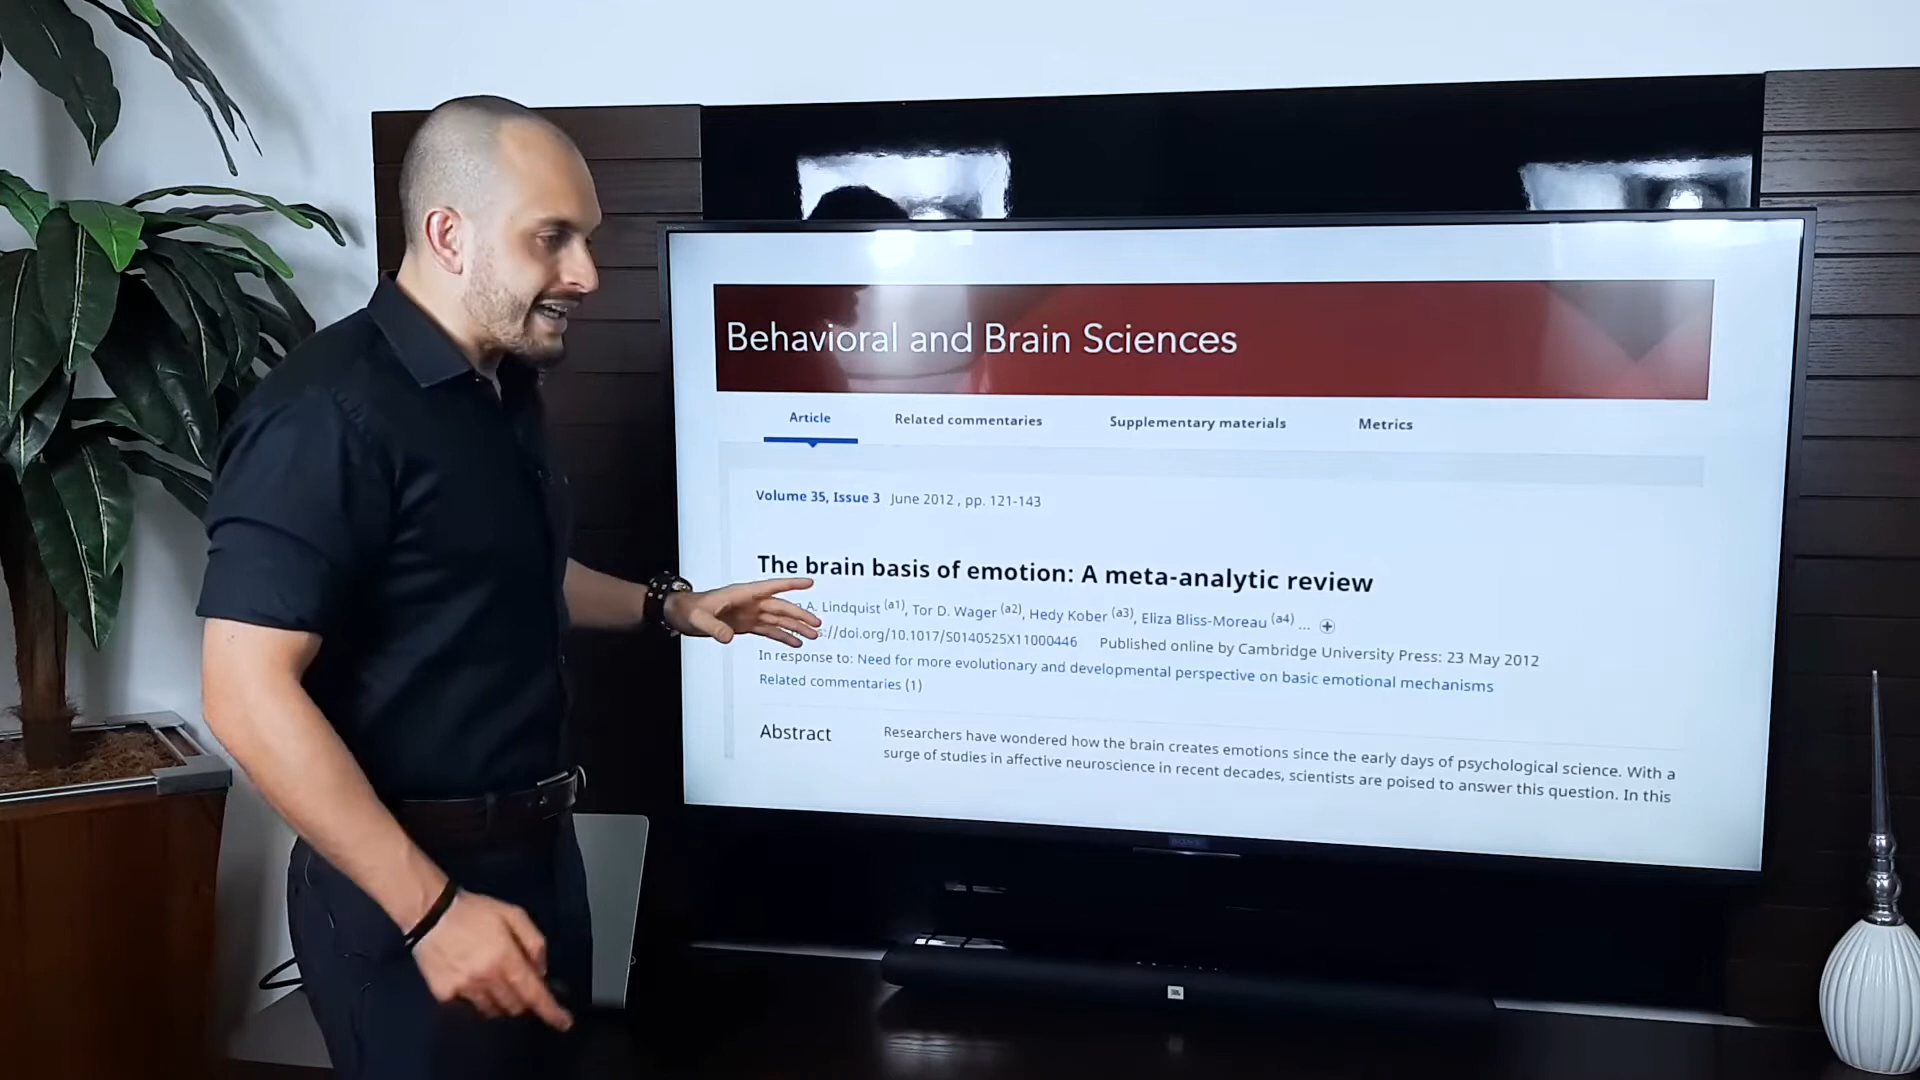 Behavioral and Brain Sciences
Article Related commentaries Supplementary materials Metrics
Volume 35, Issue 3 June 2012, pp. 121-143
The brain basis of emotion: A meta-analytic review
A. Lindquist (a1), Tor D. Wager (a2), Hedy Kober (a3), Eliza Bliss-Moreau (a4) ...
://doi.org/10.1017/S0140525X11000446 Published online by Cambridge University Press: 23 May 2012
In response to: Need for more evolutionary and developmental perspective on basic emotional mechanisms
Related commentaries (1)
Abstract
Researchers have wondered how the brain creates emotions since the early days of psychological science. With a
surge of studies in affective neuroscience in recent decades, scientists are poised to answer this question. In this
SONY
JBL